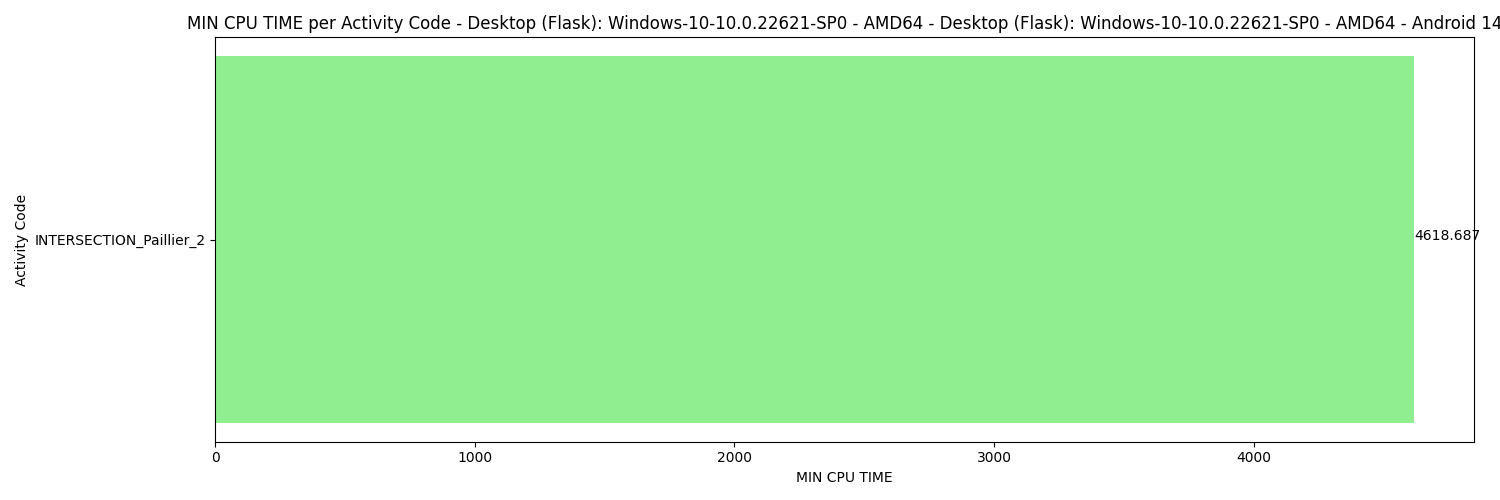 MIN CPU TIME per Activity Code - Desktop (Flask): Windows-10-10.0.22621-SP0 - AMD64 - Desktop (Flask): Windows-10-10.0.22621-SP0 - AMD64 - Android 14
Activity Code
INTERSECTION_Paillier_2
4618.687
0 1000 2000 3000 4000
MIN CPU TIME